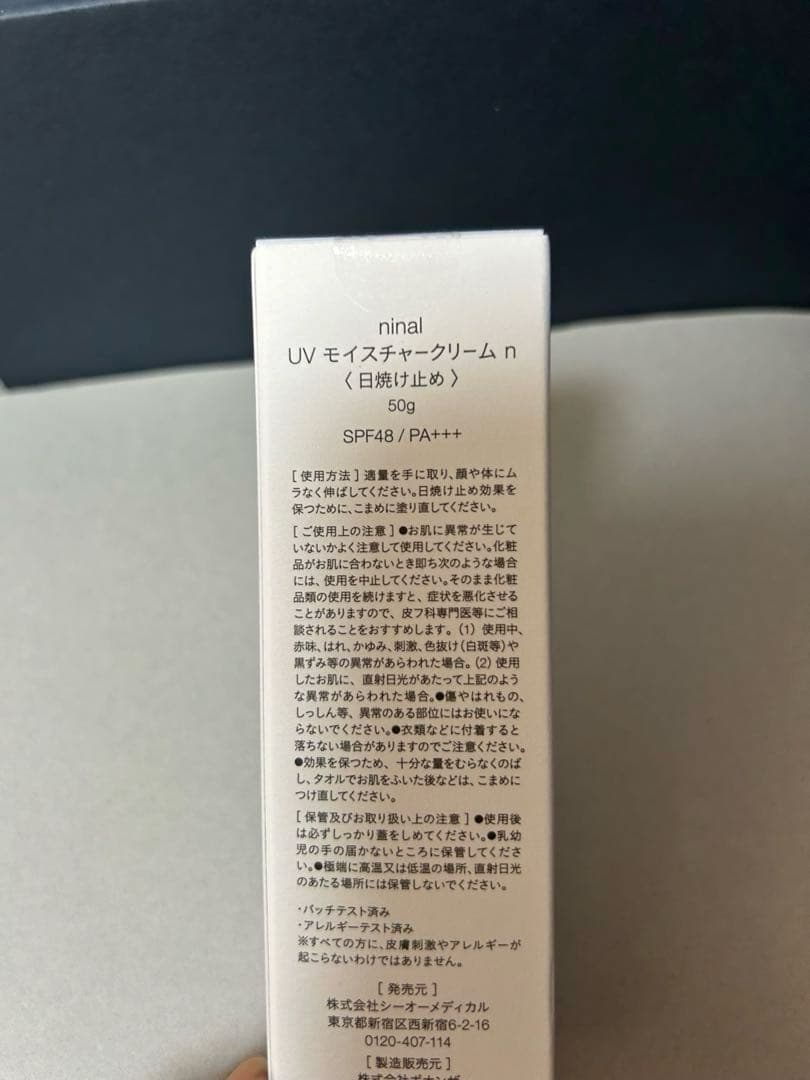 ninal
UV モイスチャークリーム n
〈 日焼け止め 〉
50g
SPF48 / PA+++
[ 使用方法 ] 適量を手に取り、顔や体にム
ラなく伸ばしてください。日焼け止め効果を
保つために、こまめに塗り直してください。
[ ご使用上の注意 ] ●お肌に異常が生じて
いないかよく注意して使用してください。化粧
品がお肌に合わないとき即ち次のような場合
には、使用を中止してください。そのまま化粧
品類の使用を続けますと、症状を悪化させる
ことがありますので、皮フ科専門医等にご相
談されることをおすすめします。(1) 使用中、
赤味、はれ、かゆみ、刺激、色抜け(白斑等)や
黒ずみ等の異常があらわれた場合。(2) 使用
したお肌に、直射日光があたって上記のよう
な異常があらわれた場合。●傷やはれもの、
しっしん等、異常のある部位にはお使いにな
らないでください。●衣類などに付着すると
落ちない場合がありますのでご注意ください。
●効果を保つため、十分な量をむらなくのば
し、タオルでお肌をふいた後などは、こまめに
つけ直してください。
[ 保管及びお取り扱い上の注意 ] ●使用後
は必ずしっかり蓋をしめてください。●乳幼
児の手の届かないところに保管してくださ
い。●極端に高温又は低温の場所、直射日光
のあたる場所には保管しないでください。
・パッチテスト済み
・アレルギーテスト済み
※すべての方に、皮膚刺激やアレルギーが
起こらないわけではありません。
[ 発売元 ]
株式会社シーオーメディカル
東京都新宿区西新宿6-2-16
0120-407-114
[ 製造販売元 ]
株式会社ボナンザ